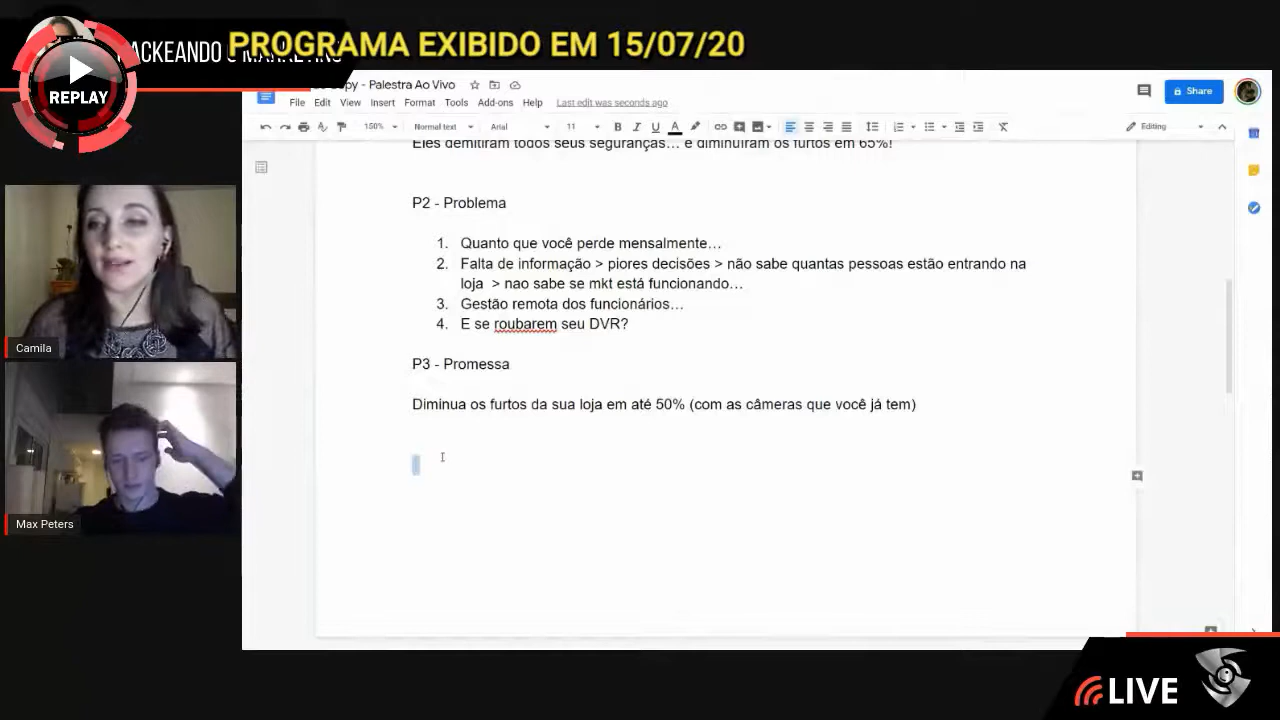 PROGRAMA EXIBIDO EM 15/07/20
REPLAY
Palestra Ao Vivo
File Edit View Insert Format Tools Add-ons Help Last edit was seconds ago
Share
150% Normal text Arial 11 Editing
Eles demitiram todos seus seguranças… e diminuíram os furtos em 65%!
P2 - Problema
1. Quanto que você perde mensalmente…
2. Falta de informação > piores decisões > não sabe quantas pessoas estão entrando na
loja > nao sabe se mkt está funcionando…
3. Gestão remota dos funcionários…
4. E se roubarem seu DVR?
P3 - Promessa
Diminua os furtos da sua loja em até 50% (com as câmeras que você já tem)
Camila
Max Peters
LIVE